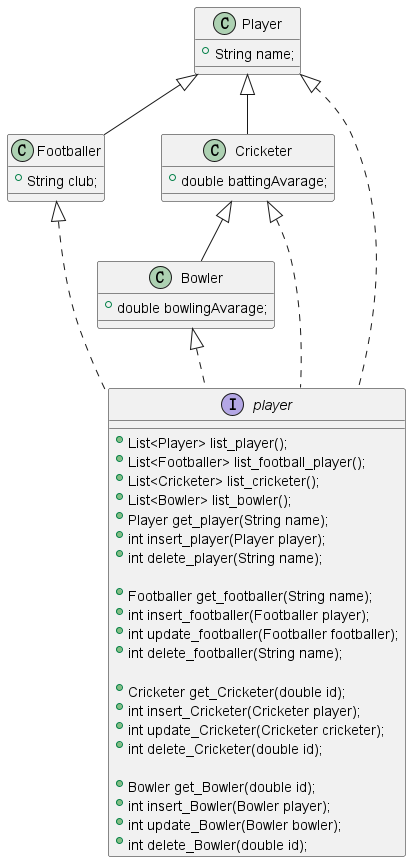 C Player
String name;
C Footballer
String club;
C Cricketer
double battingAvarage;
C Bowler
double bowlingAvarage;
I player
List<Player> list_player();
List<Footballer> list_football_player();
List<Cricketer> list_cricketer();
List<Bowler> list_bowler();
Player get_player(String name);
int insert_player(Player player);
int delete_player(String name);
Footballer get_footballer(String name);
int insert_footballer(Footballer player);
int update_footballer(Footballer footballer);
int delete_footballer(String name);
Cricketer get_Cricketer(double id);
int insert_Cricketer(Cricketer player);
int update_Cricketer(Cricketer cricketer);
int delete_Cricketer(double id);
Bowler get_Bowler(double id);
int insert_Bowler(Bowler player);
int update_Bowler(Bowler bowler);
int delete_Bowler(double id);